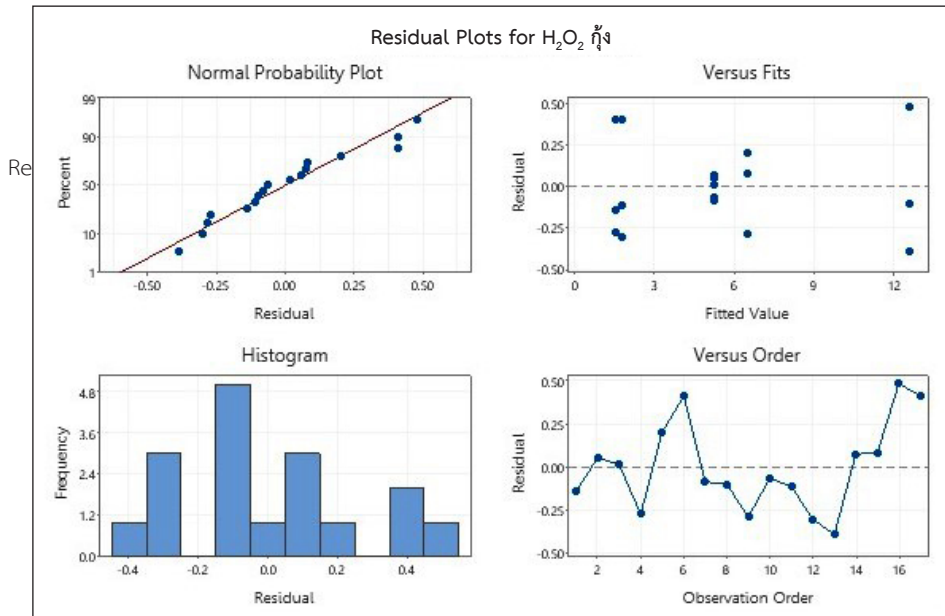 Residual Plots for H₂O₂ กุ้ง
Normal Probability Plot
99
90
50
10
1
Percent
-0.50 -0.25 0.00 0.25 0.50
Residual
Versus Fits
0.50
0.25
0.00
-0.25
-0.50
Residual
0 3 6 9 12
Fitted Value
Re
Histogram
4.8
3.6
2.4
1.2
0.0
Frequency
-0.4 -0.2 0.0 0.2 0.4
Residual
Versus Order
0.50
0.25
0.00
-0.25
-0.50
Residual
2 4 6 8 10 12 14 16
Observation Order